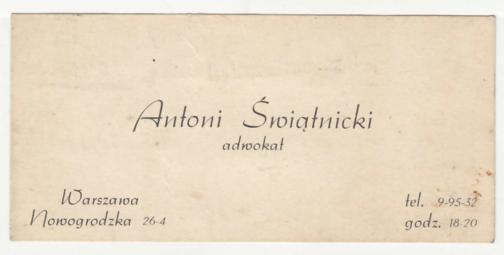 Antoni Świątnicki
adwokat
Warszawa
Nowogrodzka 26-4
tel. 9-95-32
godz. 18-20